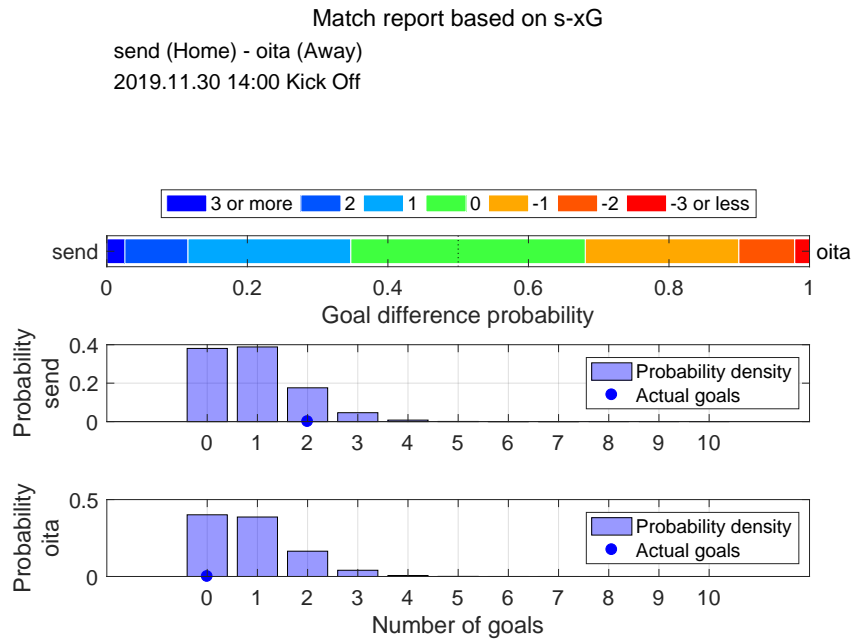 Match report based on s-xG
send (Home) - oita (Away)
2019.11.30 14:00 Kick Off
3 or more 2 1 0 -1 -2 -3 or less
send oita
0 0.2 0.4 0.6 0.8 1
Goal difference probability
Probability
send
0.4
0.2
0
Probability density
Actual goals
0 1 2 3 4 5 6 7 8 9 10
Probability
oita
0.5
0
Probability density
Actual goals
0 1 2 3 4 5 6 7 8 9 10
Number of goals